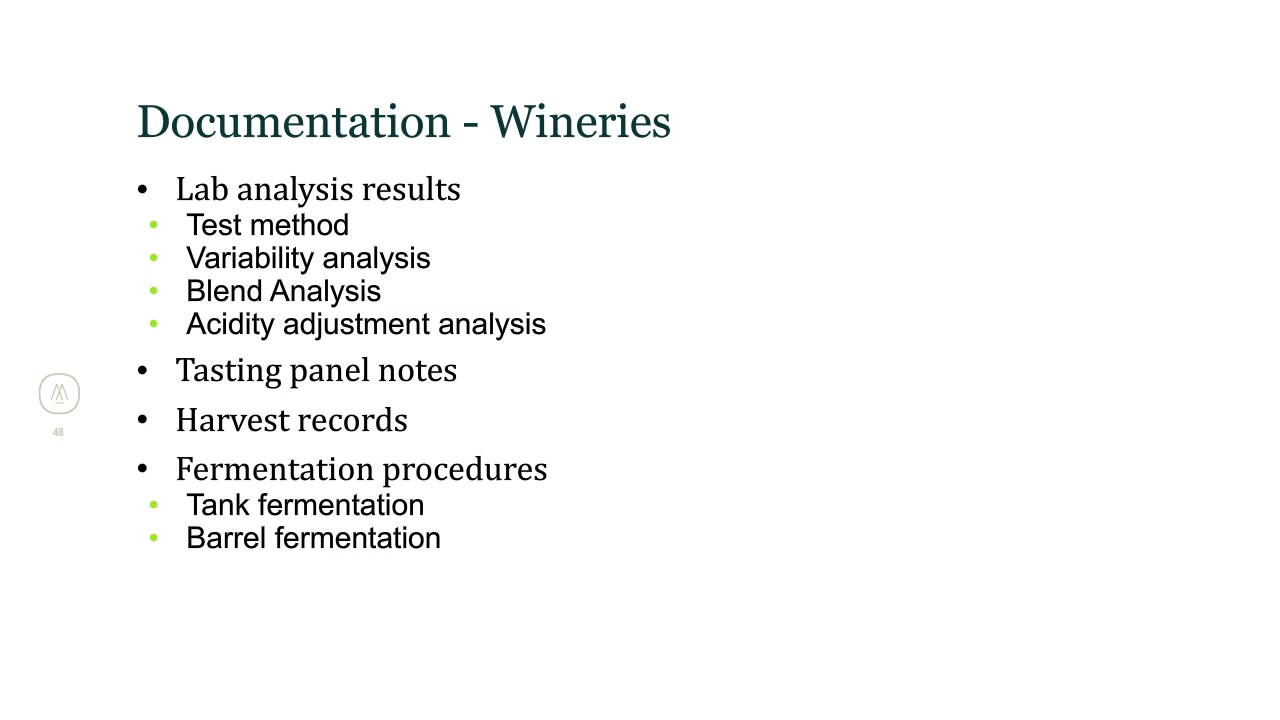 Documentation - Wineries
• Lab analysis results
• Test method
• Variability analysis
• Blend Analysis
• Acidity adjustment analysis
• Tasting panel notes
• Harvest records
• Fermentation procedures
• Tank fermentation
• Barrel fermentation
48